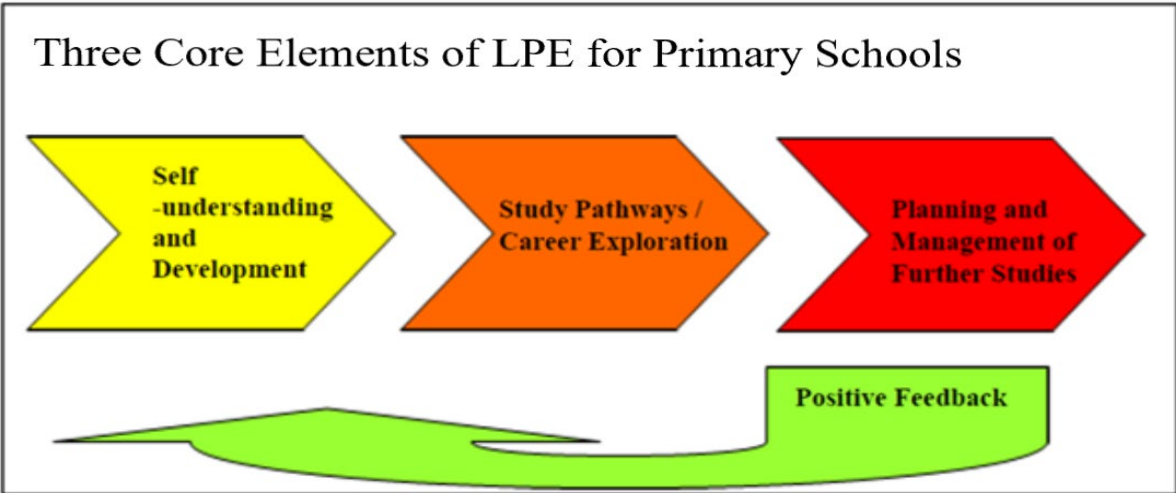 Three Core Elements of LPE for Primary Schools
Self
-understanding
and
Development
Study Pathways /
Career Exploration
Planning and
Management of
Further Studies
Positive Feedback